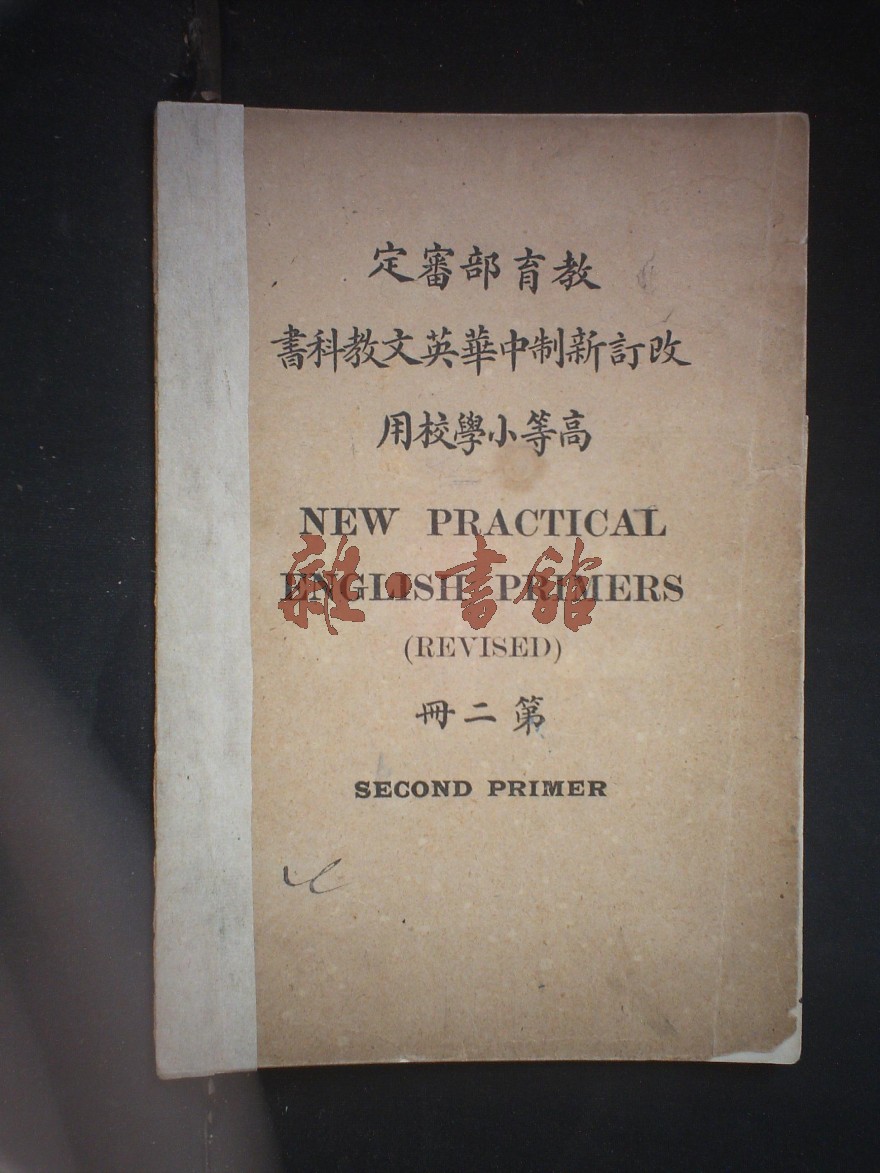 教育部審定
改訂新制中華英文教科書
高等小學校用
NEW PRACTICAL
ENGLISH PRIMERS
雜·書館
(REVISED)
第二冊
SECOND PRIMER